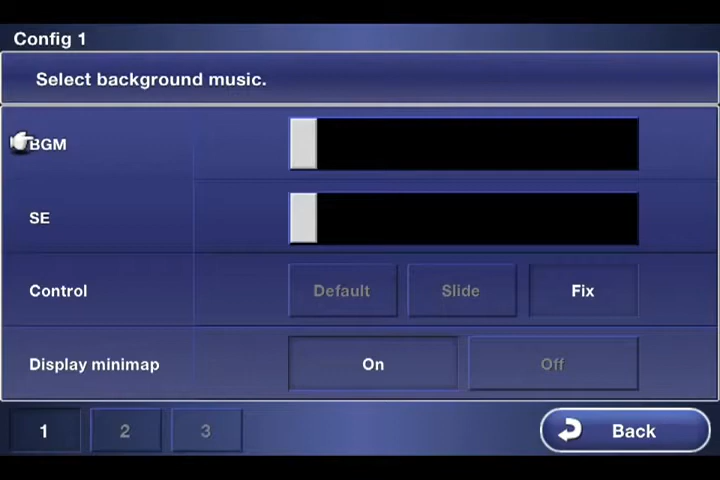 Config 1
Select background music.
BGM
SE
Control Default Slide Fix
Display minimap On Off
1 2 3 Back